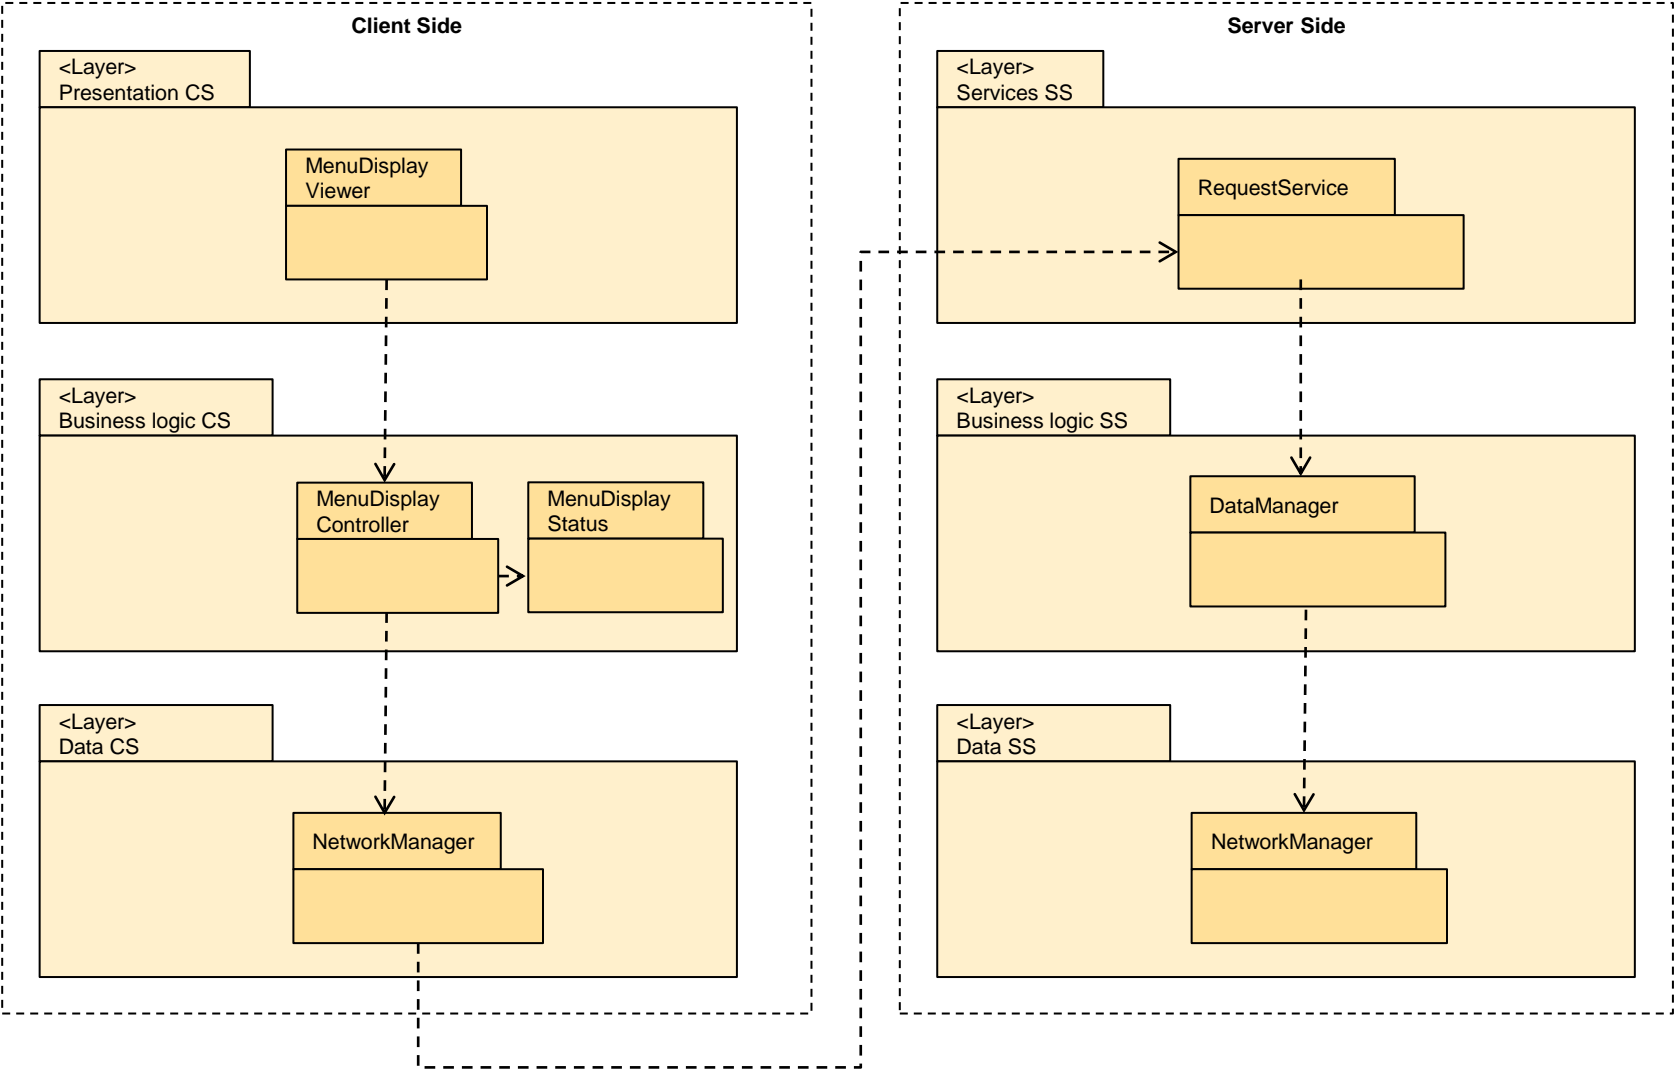 Client Side
<Layer>
Presentation CS
MenuDisplay
Viewer
<Layer>
Business logic CS
MenuDisplay
Controller
MenuDisplay
Status
<Layer>
Data CS
NetworkManager
Server Side
<Layer>
Services SS
RequestService
<Layer>
Business logic SS
DataManager
<Layer>
Data SS
NetworkManager